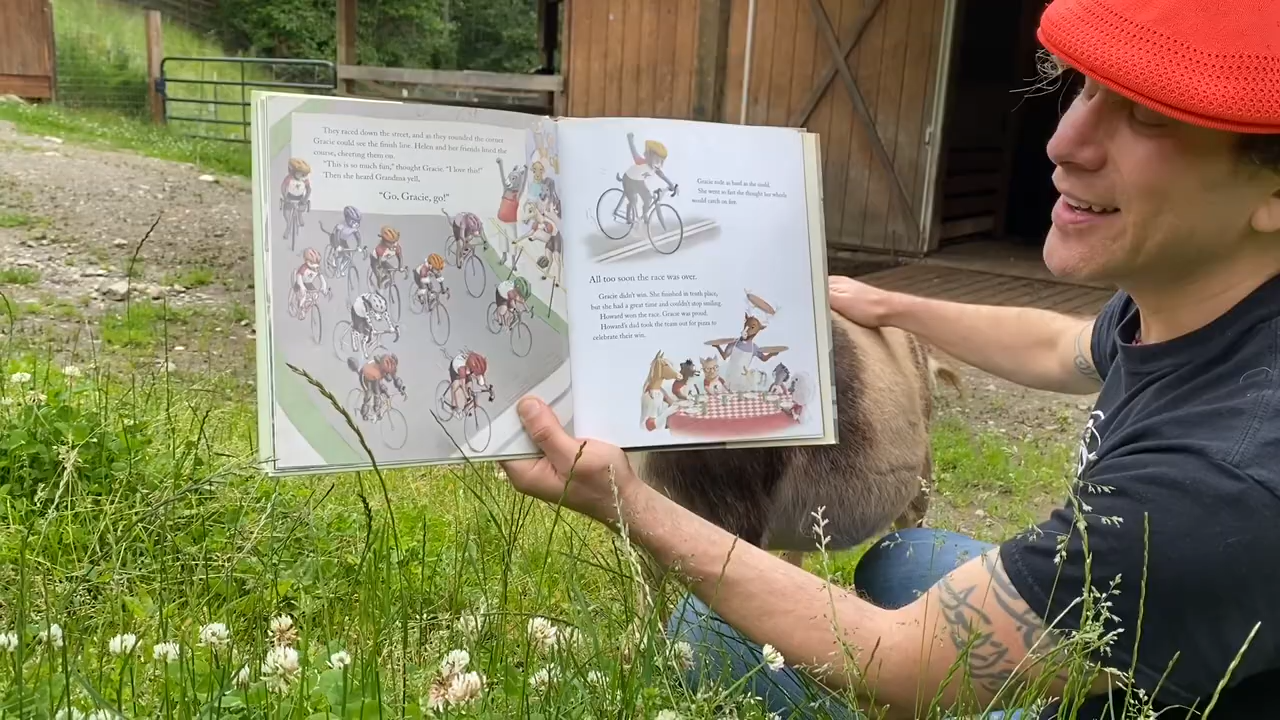 They raced down the street, and as they rounded the corner
Gracie could see the finish line. Helen and her friends lined the
course, cheering them on.
"This is so much fun," thought Gracie. "I love this!"
Then she heard Grandma yell,
"Go, Gracie, go!"
Gracie rode as hard as she could.
She went so fast she thought her wheels
would catch on fire.
All too soon the race was over.
Gracie didn't win. She finished in tenth place,
but she had a great time and couldn't stop smiling.
Howard won the race. Gracie was proud.
Howard's dad took the team out for pizza to
celebrate their win.